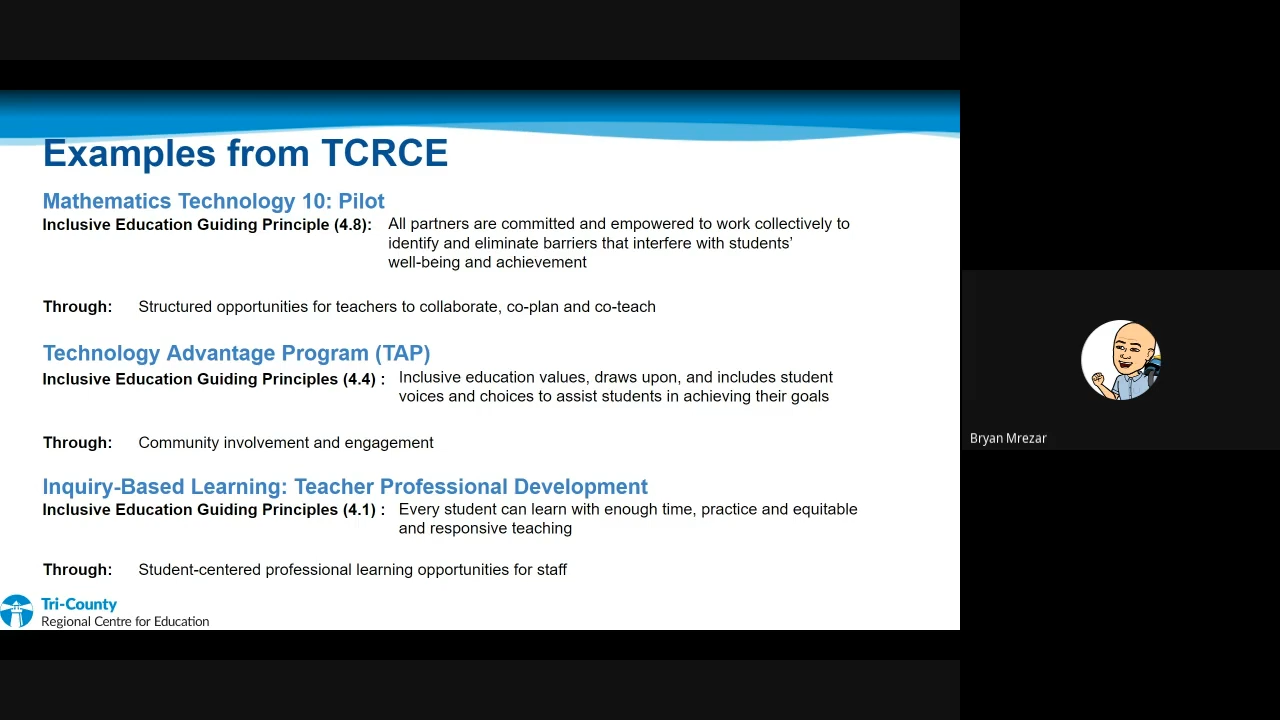 Examples from TCRCE
Mathematics Technology 10: Pilot
Inclusive Education Guiding Principle (4.8): All partners are committed and empowered to work collectively to
identify and eliminate barriers that interfere with students’
well-being and achievement
Through: Structured opportunities for teachers to collaborate, co-plan and co-teach
Technology Advantage Program (TAP)
Inclusive Education Guiding Principles (4.4) : Inclusive education values, draws upon, and includes student
voices and choices to assist students in achieving their goals
Through: Community involvement and engagement
Inquiry-Based Learning: Teacher Professional Development
Inclusive Education Guiding Principles (4.1) : Every student can learn with enough time, practice and equitable
and responsive teaching
Through: Student-centered professional learning opportunities for staff
Tri-County
Regional Centre for Education
Bryan Mrezar